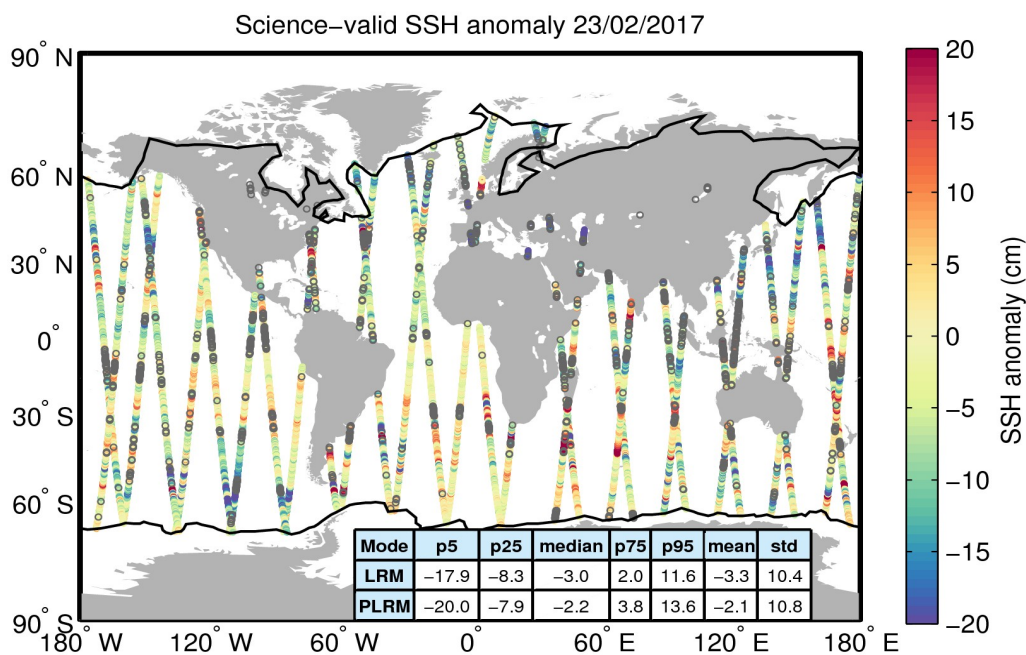 Science−valid SSH anomaly 23/02/2017
90° N
60° N
30° N
0°
30° S
60° S
90° S
180° W
120° W
60° W
0°
60° E
120° E
180° E
Mode p5 p25 median p75 p95 mean std
LRM −17.9 −8.3 −3.0 2.0 11.6 −3.3 10.4
PLRM −20.0 −7.9 −2.2 3.8 13.6 −2.1 10.8
20
15
10
5
0
−5
−10
−15
−20
SSH anomaly (cm)